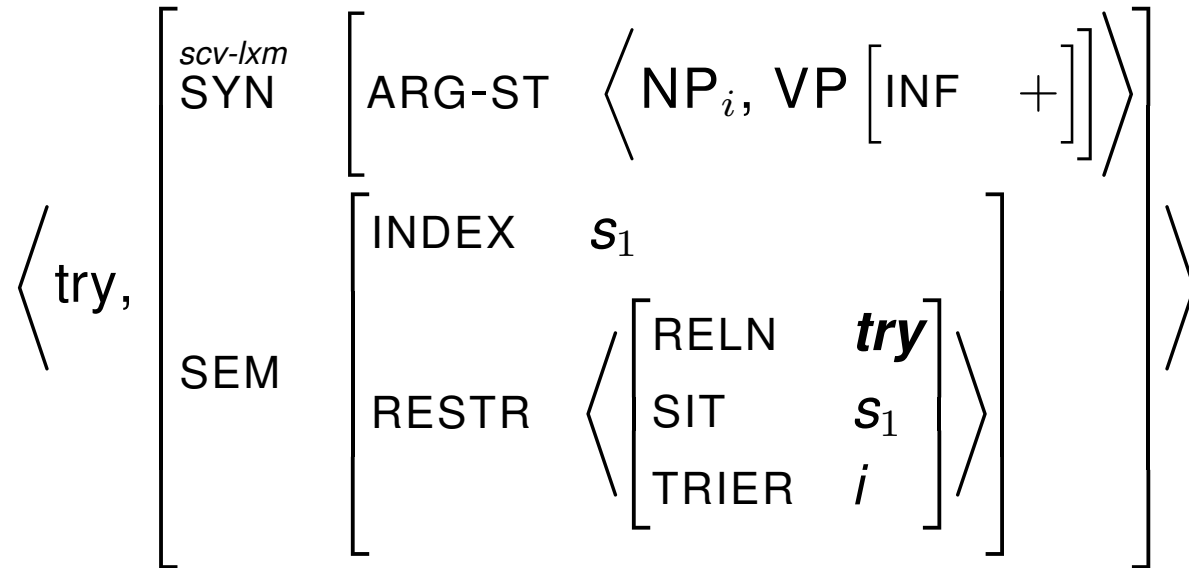 scv-lxm
SYN [ARG-ST ⟨NP_i, VP [INF +]]⟩
INDEX s_1
⟨try,
RELN try
SEM
RESTR ⟨[SIT s_1]⟩
TRIER i